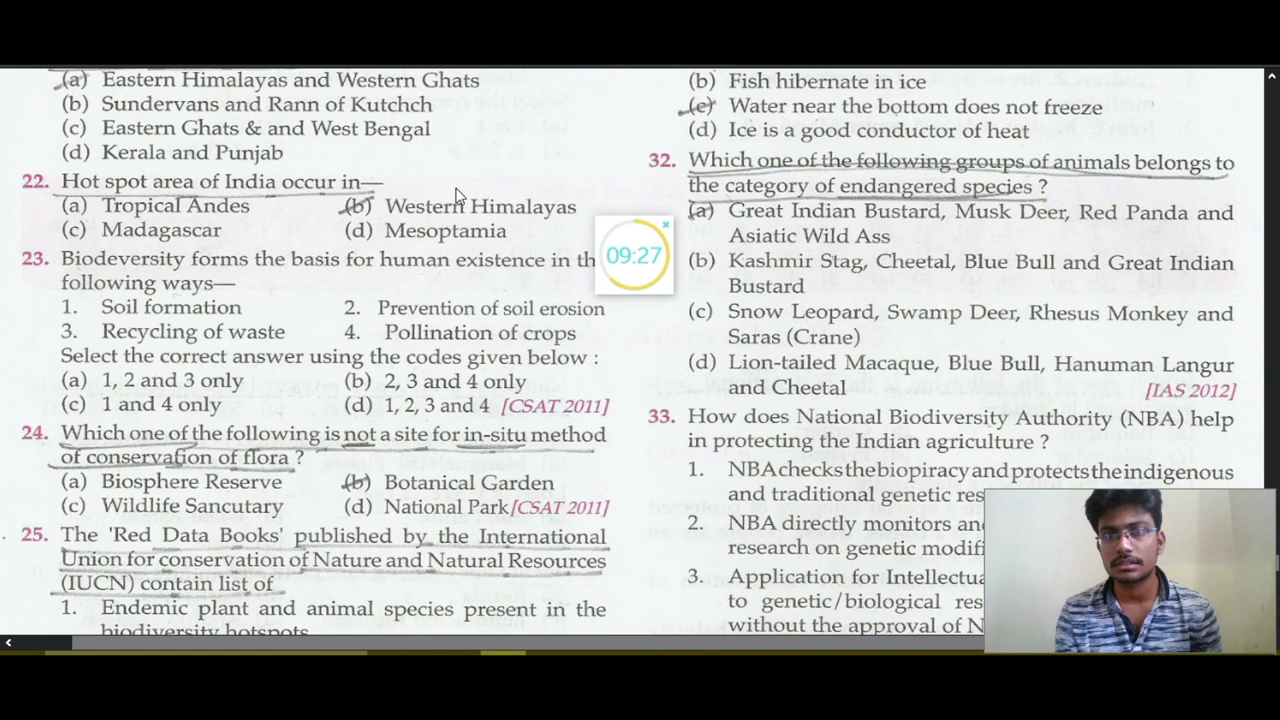 (a) Eastern Himalayas and Western Ghats
(b) Sundervans and Rann of Kutchch
(c) Eastern Ghats & and West Bengal
(d) Kerala and Punjab
22. Hot spot area of India occur in—
(a) Tropical Andes (b) Western Himalayas
(c) Madagascar (d) Mesoptamia
23. Biodeversity forms the basis for human existence in th
following ways—
1. Soil formation 2. Prevention of soil erosion
3. Recycling of waste 4. Pollination of crops
Select the correct answer using the codes given below :
(a) 1, 2 and 3 only (b) 2, 3 and 4 only
(c) 1 and 4 only (d) 1, 2, 3 and 4 [CSAT 2011]
24. Which one of the following is not a site for in-situ method
of conservation of flora ?
(a) Biosphere Reserve (b) Botanical Garden
(c) Wildlife Sancutary (d) National Park [CSAT 2011]
25. The 'Red Data Books' published by the International
Union for conservation of Nature and Natural Resources
(IUCN) contain list of
1. Endemic plant and animal species present in the
biodiversity hotspots
09:27
(b) Fish hibernate in ice
(c) Water near the bottom does not freeze
(d) Ice is a good conductor of heat
32. Which one of the following groups of animals belongs to
the category of endangered species ?
(a) Great Indian Bustard, Musk Deer, Red Panda and
Asiatic Wild Ass
(b) Kashmir Stag, Cheetal, Blue Bull and Great Indian
Bustard
(c) Snow Leopard, Swamp Deer, Rhesus Monkey and
Saras (Crane)
(d) Lion-tailed Macaque, Blue Bull, Hanuman Langur
and Cheetal [IAS 2012]
33. How does National Biodiversity Authority (NBA) help
in protecting the Indian agriculture ?
1. NBA checks the biopiracy and protects the indigenous
and traditional genetic res
2. NBA directly monitors an
research on genetic modifi
3. Application for Intellectua
to genetic/biological res
without the approval of N